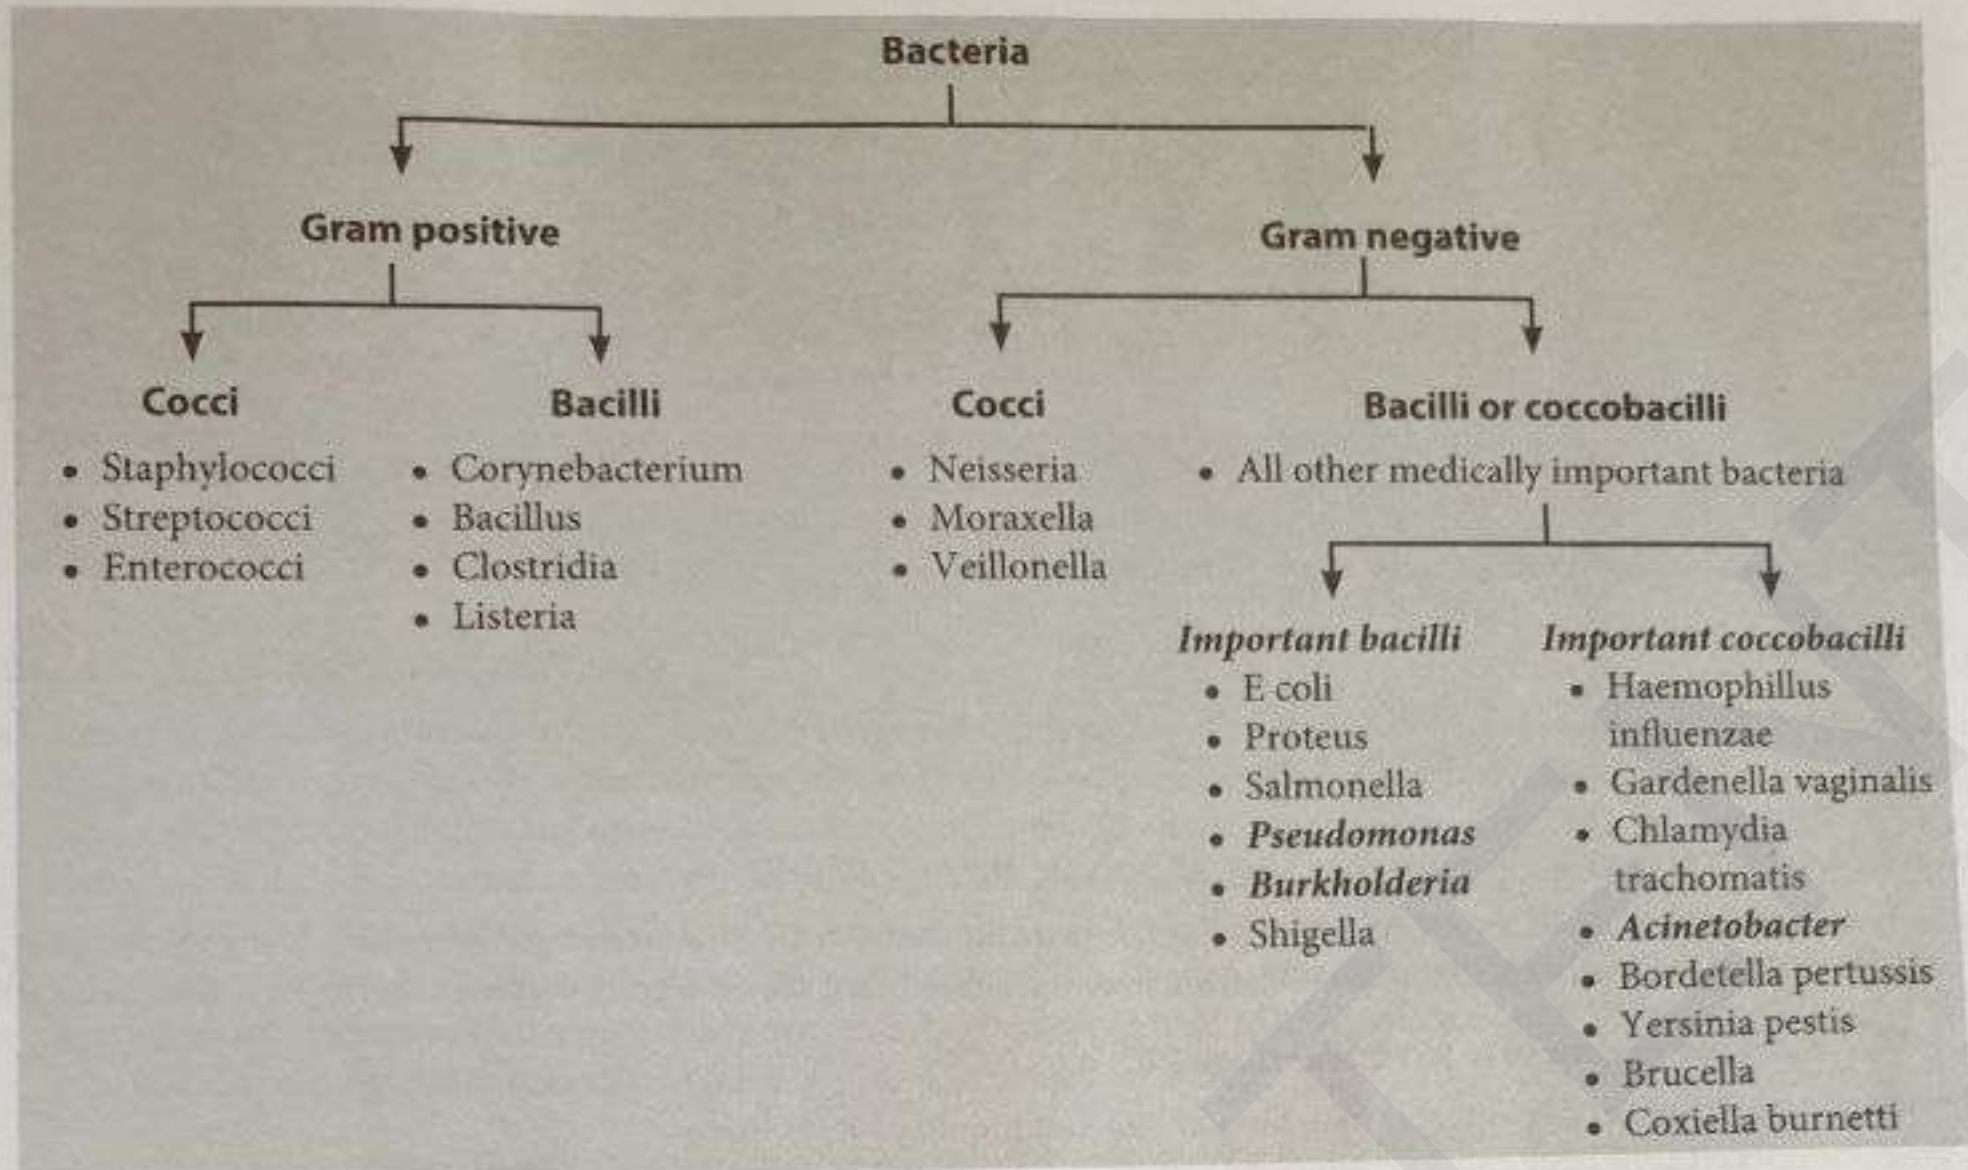 Bacteria
Gram positive
Gram negative
Cocci
• Staphylococci
• Streptococci
• Enterococci
Bacilli
• Corynebacterium
• Bacillus
• Clostridia
• Listeria
Cocci
• Neisseria
• Moraxella
• Veillonella
Bacilli or coccobacilli
• All other medically important bacteria
Important bacilli
• E coli
• Proteus
• Salmonella
• Pseudomonas
• Burkholderia
• Shigella
Important coccobacilli
• Haemophillus
influenzae
• Gardenella vaginalis
• Chlamydia
trachomatis
• Acinetobacter
• Bordetella pertussis
• Yersinia pestis
• Brucella
• Coxiella burnetti